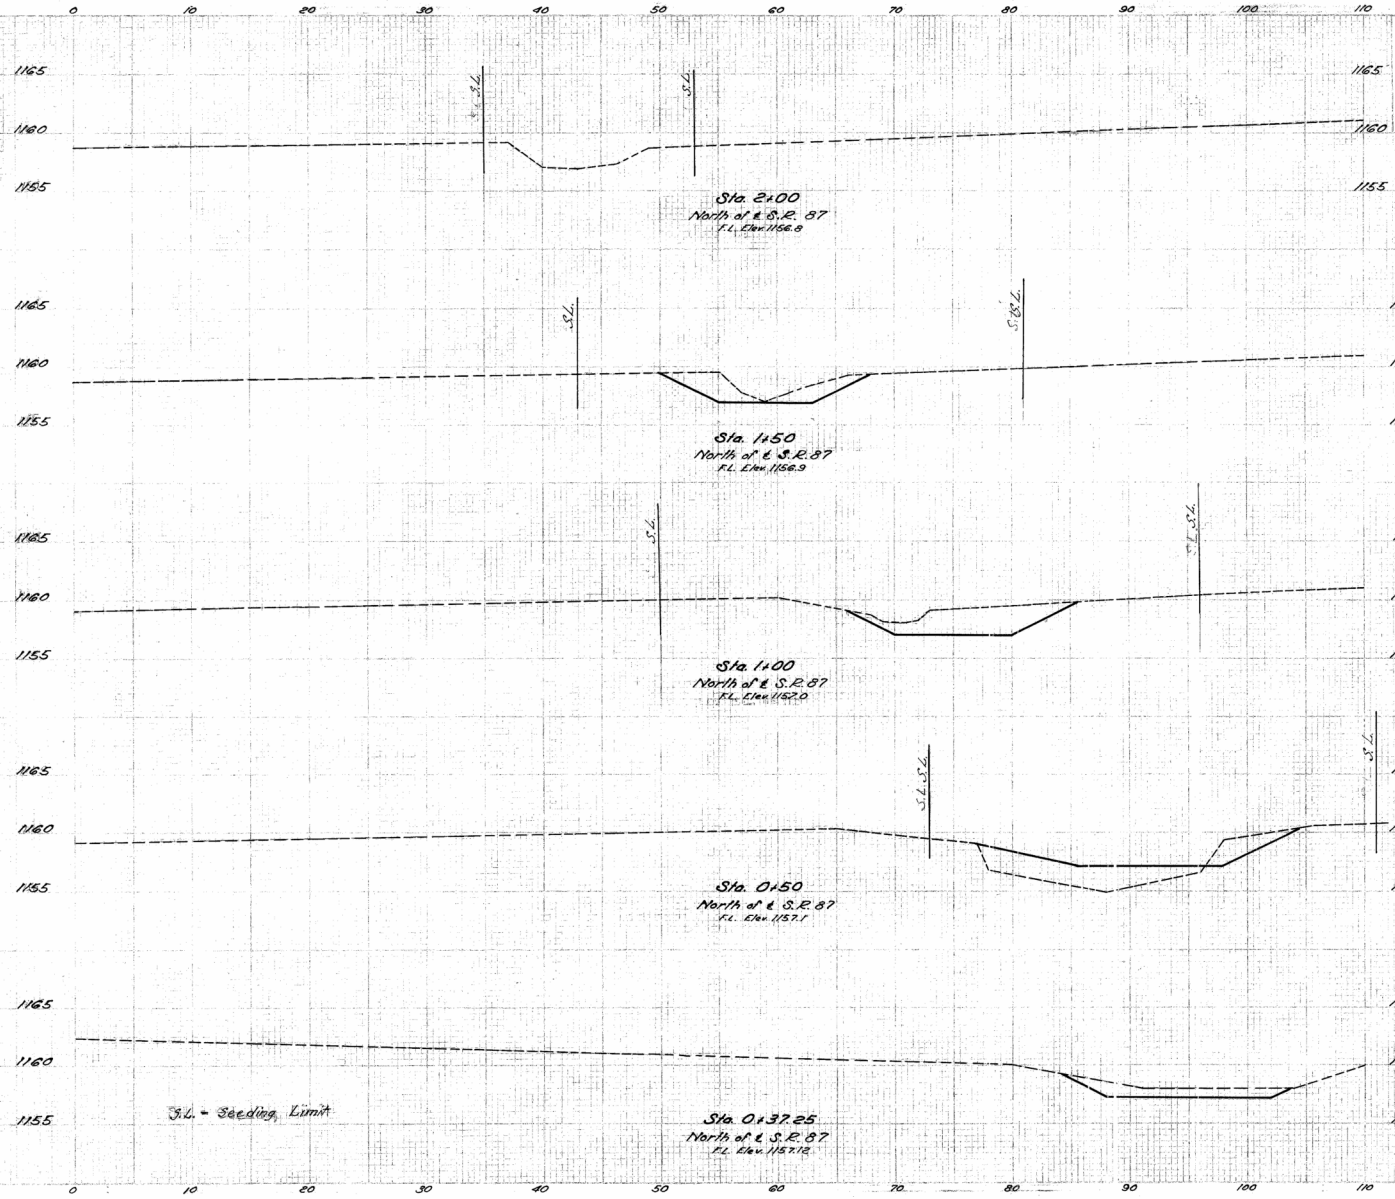 0 10 20 30 40 50 60 70 80 90 100 110
1165 S.L. S.L. 1165
1160 1160
1155 1155
Sta. 2+00
North of ℄ S.R. 87
F.L. Elev. 1156.8
1165 S.L. S.L.
1160
1155
Sta. 1+50
North of ℄ S.R. 87
F.L. Elev. 1156.9
1165 S.L. S.L. S.L.
1160
1155
Sta. 1+00
North of ℄ S.R. 87
F.L. Elev. 1157.0
1165 S.L. S.L. S.L.
1160
1155
Sta. 0+50
North of ℄ S.R. 87
F.L. Elev. 1157.1
1165
1160
1155
S.L. - Seeding Limit
Sta. 0+37.25
North of ℄ S.R. 87
F.L. Elev. 1157.12
0 10 20 30 40 50 60 70 80 90 100 110